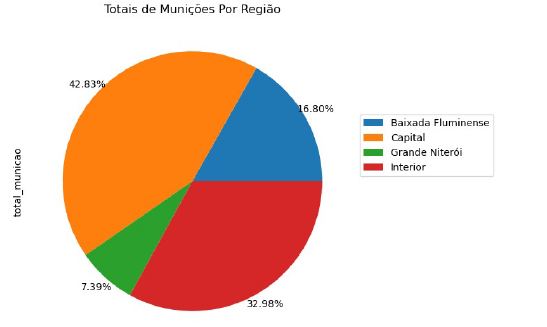 Totais de Munições Por Região
42.83%
16.80%
Baixada Fluminense
Capital
Grande Niterói
Interior
total_municao
7.39%
32.98%